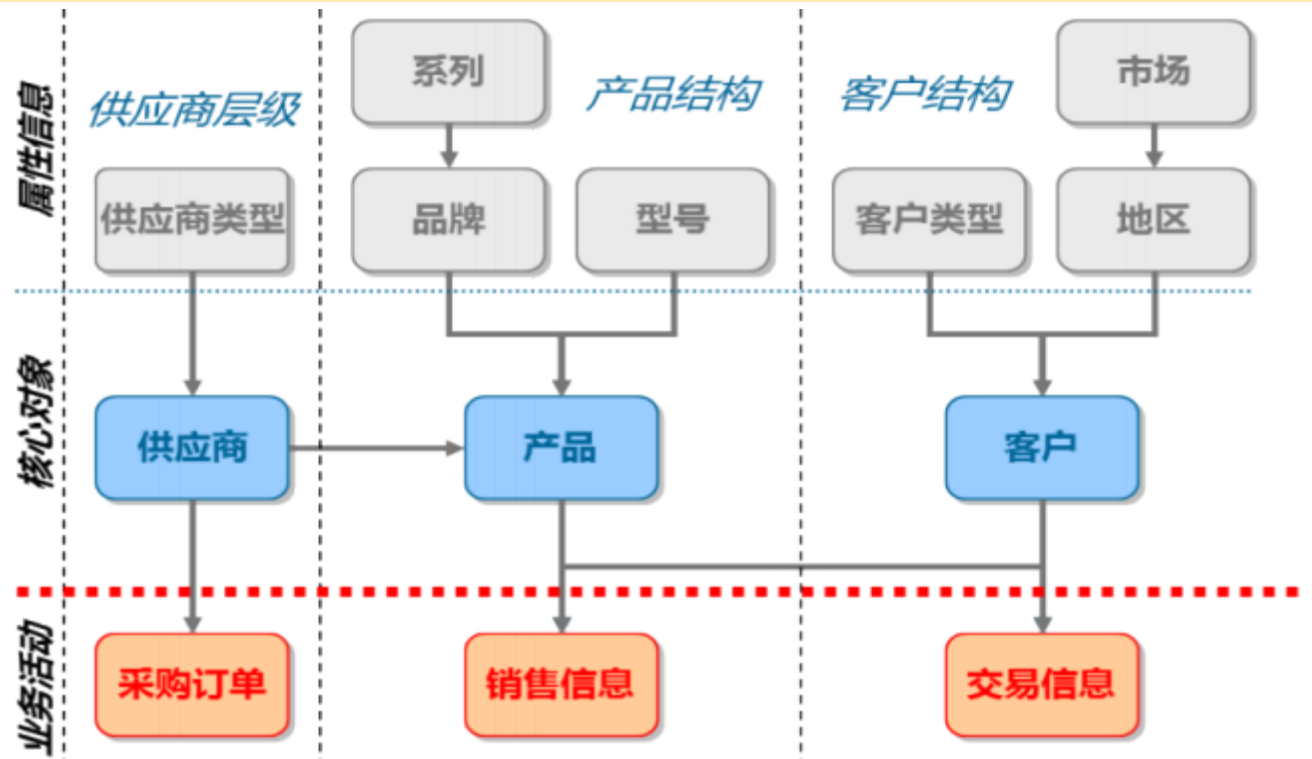 属性信息
供应商层级
系列
产品结构
客户结构
市场
供应商类型
品牌
型号
客户类型
地区
核心对象
供应商
产品
客户
业务活动
采购订单
销售信息
交易信息